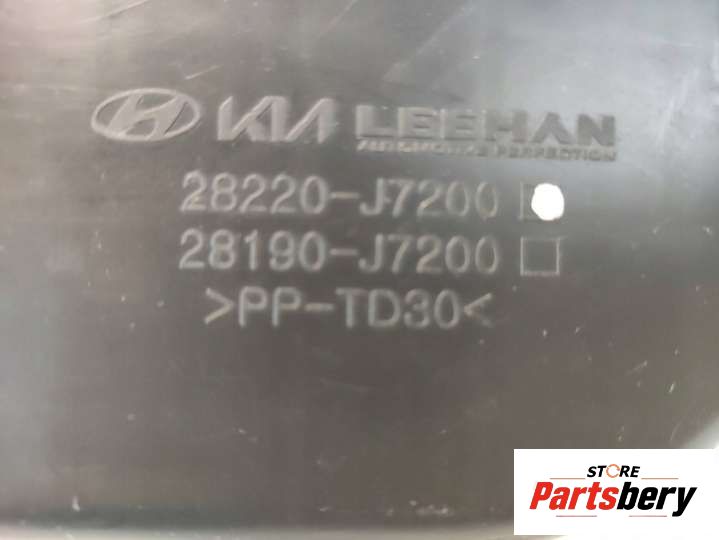 KIA LEEHAN
AUTOMOTIVE PERFECTION
28220-J7200
28190-J7200
>PP-TD30<
STORE
Partsbery